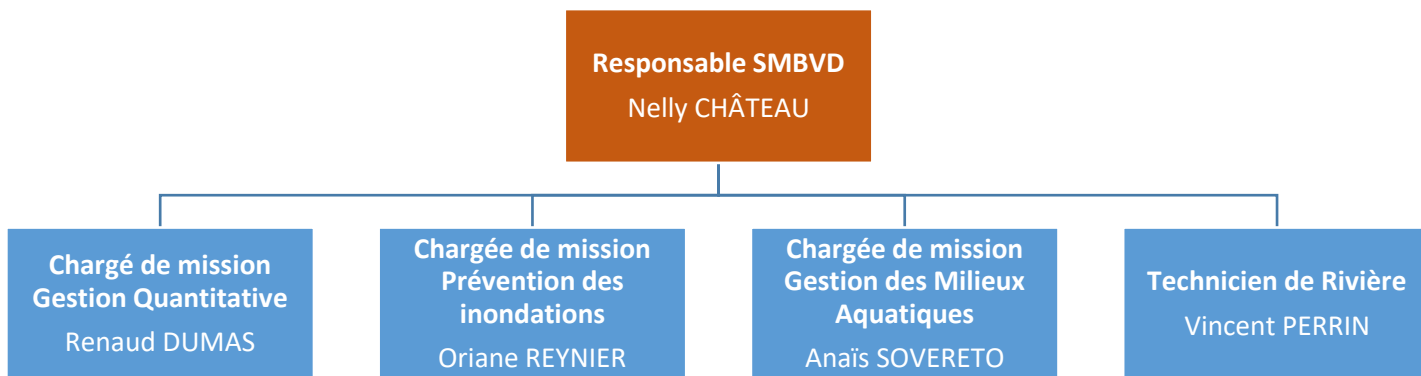 Responsable SMBVD
Nelly CHÂTEAU
Chargé de mission
Gestion Quantitative
Renaud DUMAS
Chargée de mission
Prévention des
inondations
Oriane REYNIER
Chargée de mission
Gestion des Milieux
Aquatiques
Anaïs SOVERETO
Technicien de Rivière
Vincent PERRIN